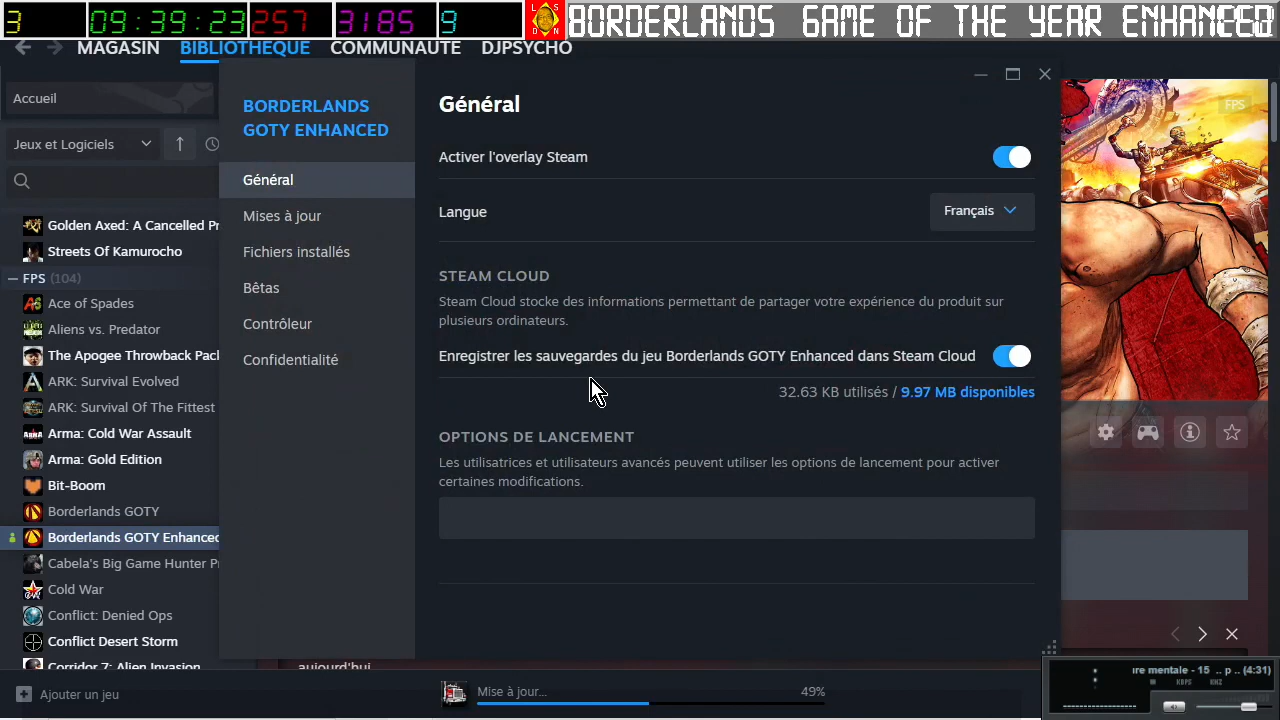 3 09:39:23 257 3185 9 BORDERLANDS GAME OF THE YEAR ENHANCED
MAGASIN BIBLIOTHÈQUE COMMUNAUTÉ DJPSYCHO
Accueil
Jeux et Logiciels
Golden Axed: A Cancelled Pr
Streets Of Kamurocho
— FPS (104)
Ace of Spades
Aliens vs. Predator
The Apogee Throwback Pack
ARK: Survival Evolved
ARK: Survival Of The Fittest
Arma: Cold War Assault
Arma: Gold Edition
Bit-Boom
Borderlands GOTY
Borderlands GOTY Enhanced
Cabela's Big Game Hunter P
Cold War
Conflict: Denied Ops
Conflict Desert Storm
Corridor 7: Alien Invasion
Ajouter un jeu
BORDERLANDS
GOTY ENHANCED
Général
Mises à jour
Fichiers installés
Bêtas
Contrôleur
Confidentialité
Général
Activer l'overlay Steam
Langue
Français
STEAM CLOUD
Steam Cloud stocke des informations permettant de partager votre expérience du produit sur
plusieurs ordinateurs.
Enregistrer les sauvegardes du jeu Borderlands GOTY Enhanced dans Steam Cloud
32.63 KB utilisés / 9.97 MB disponibles
OPTIONS DE LANCEMENT
Les utilisatrices et utilisateurs avancés peuvent utiliser les options de lancement pour activer
certaines modifications.
FPS
aujourd'hui
Mise à jour...
49%
ire mentale - 15 .. p .. (4:31)
KBPS KHZ